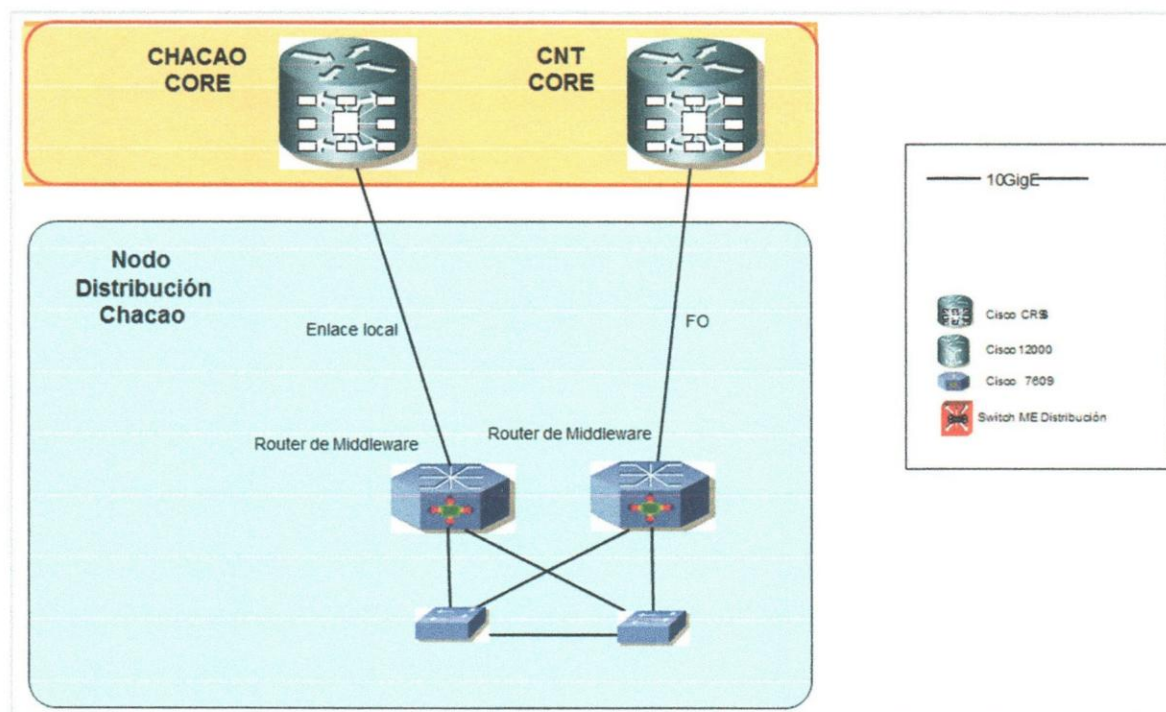 CHACAO
CORE
CNT
CORE
Nodo
Distribución
Chacao
Enlace local
FO
Router de Middleware
Router de Middleware
10GigE
Cisco
Cisco 12000
Cisco 7609
Switch ME Distribución